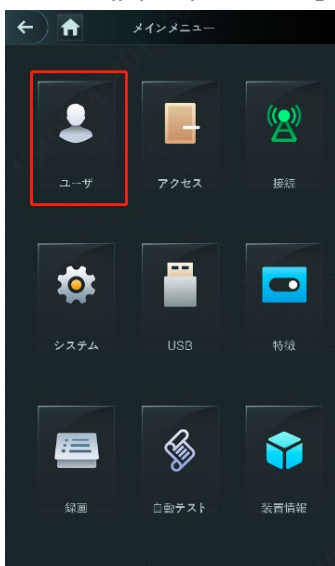 メインメニュー
ユーザ
アクセス
接続
システム
USB
特徴
録画
自動テスト
装置情報